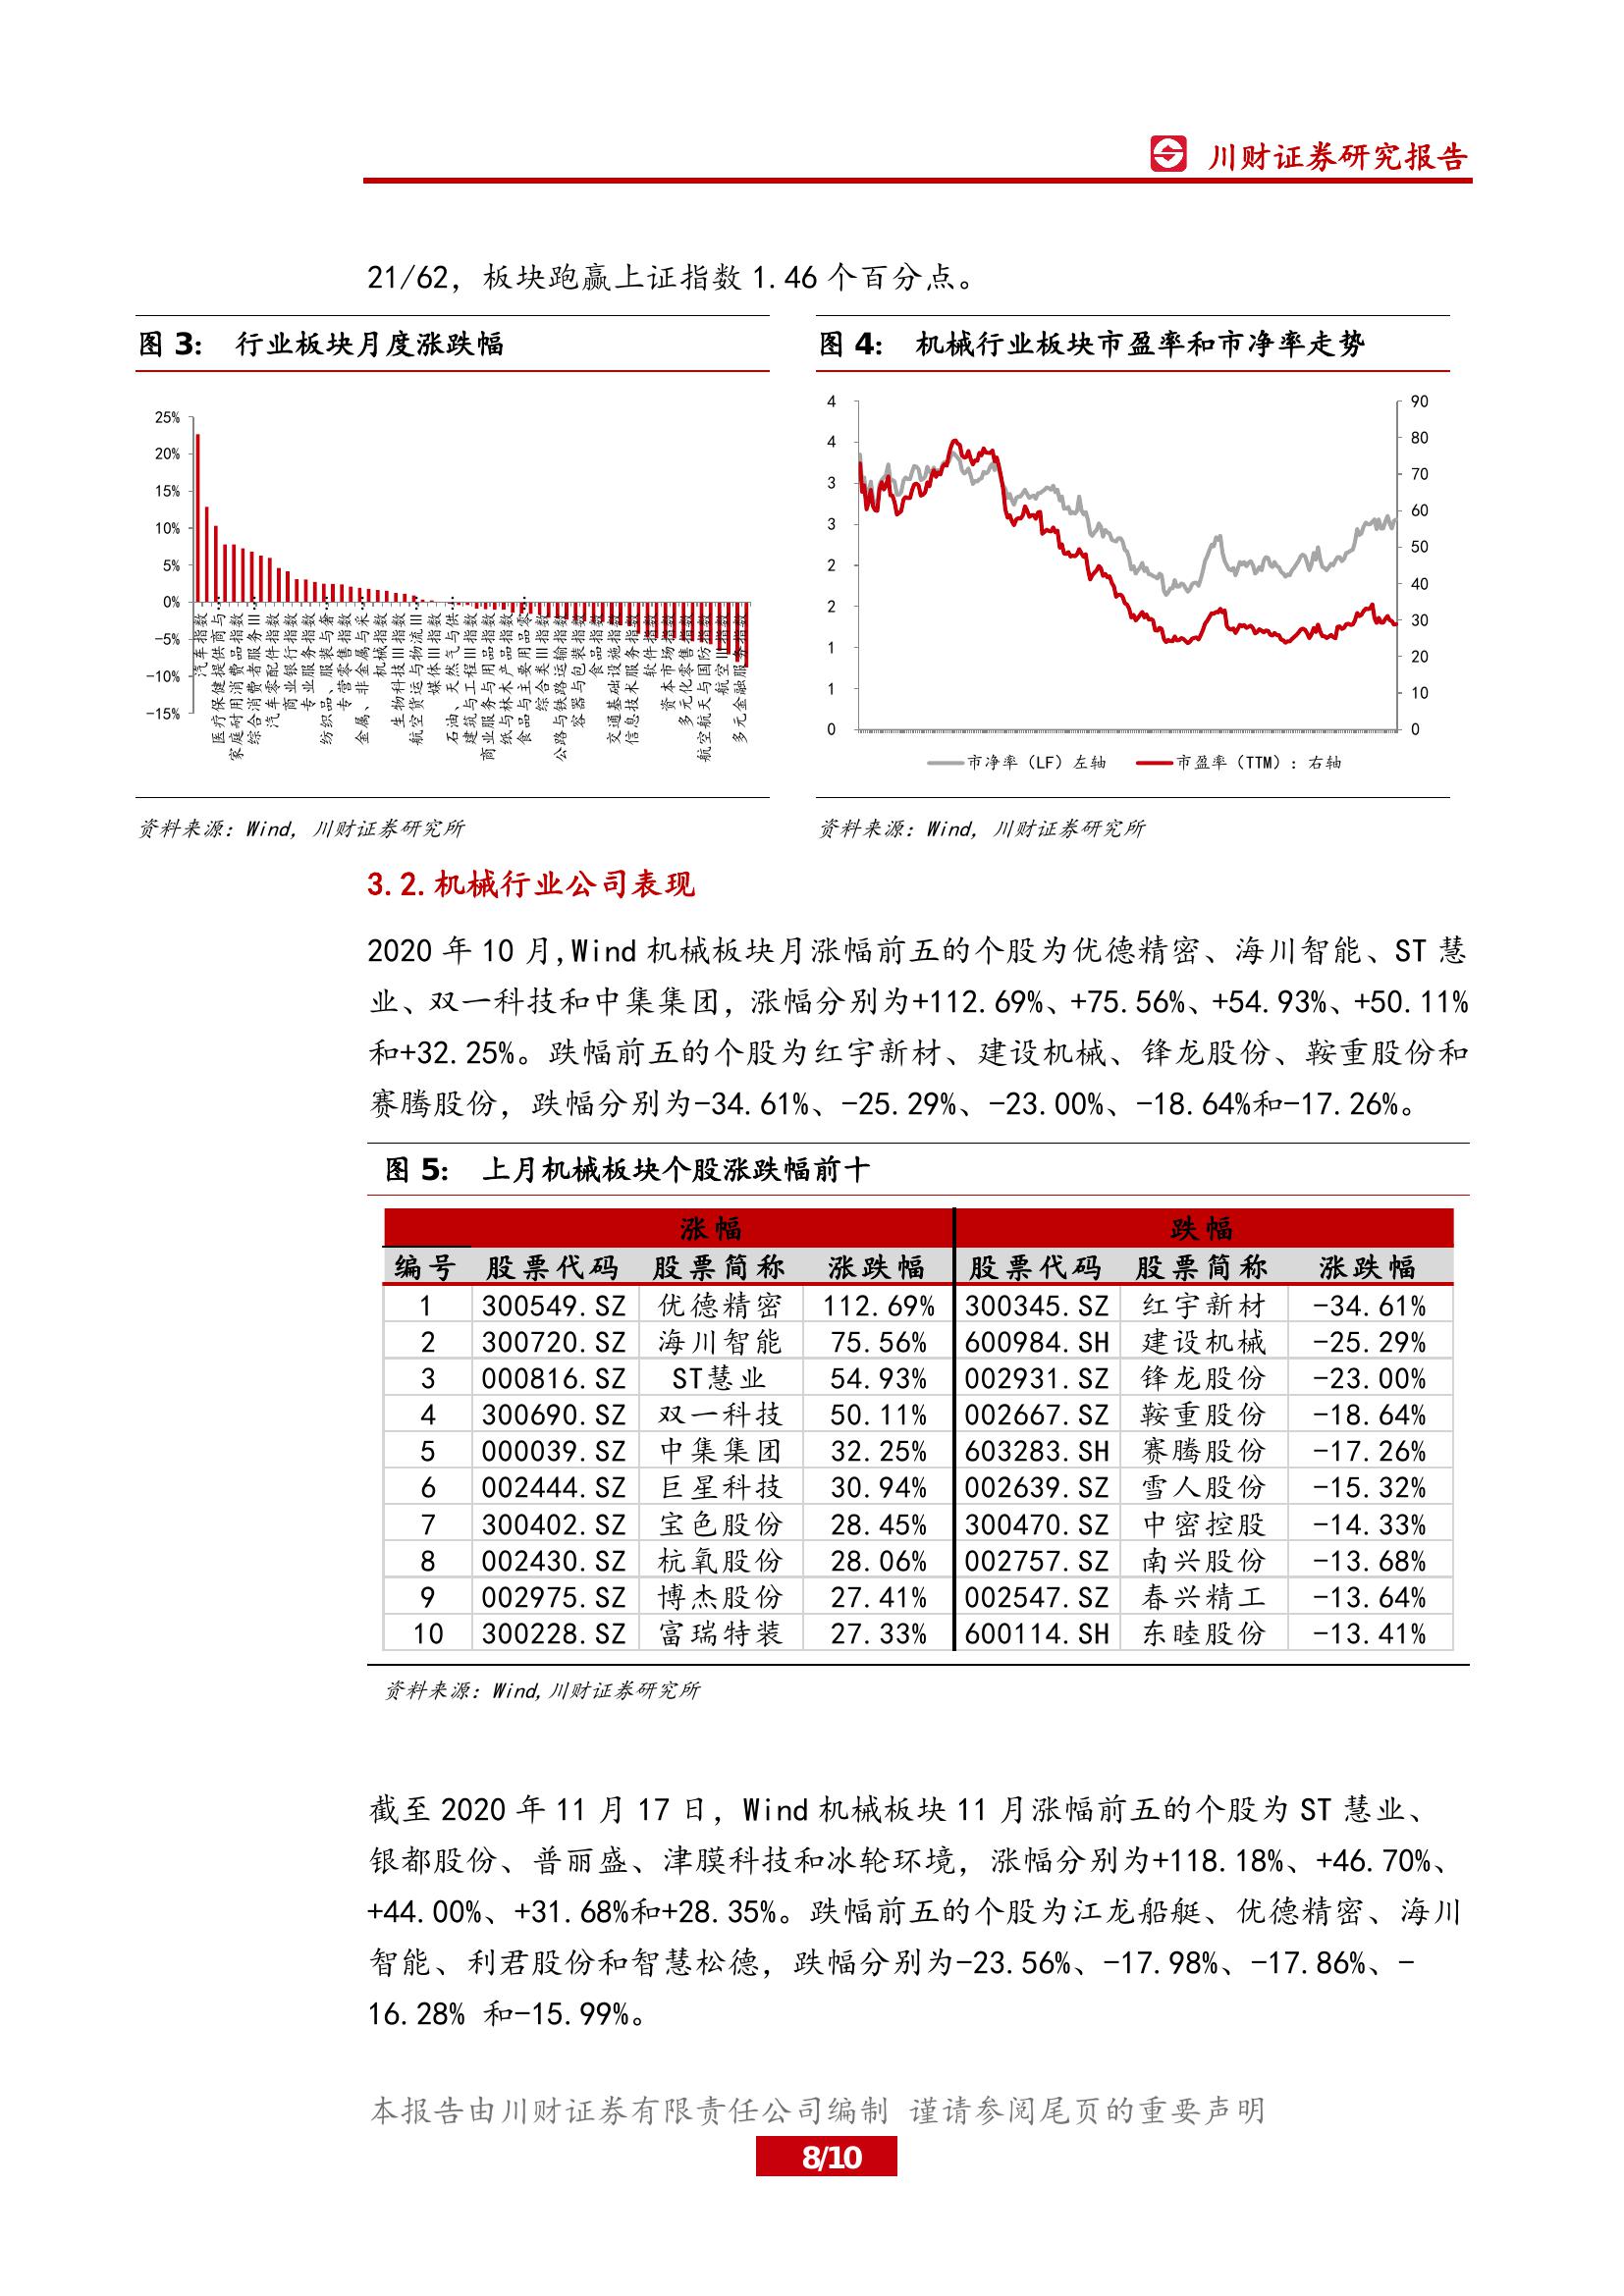 川财证券研究报告
21/62，板块跑赢上证指数 1.46 个百分点。
图 3： 行业板块月度涨跌幅
25%
20%
15%
10%
5%
0%
-5%
-10%
-15%
汽车指数
医疗保健提供商与…
家庭耐用消费品指数
综合消费者服务Ⅲ…
汽车零配件指数
商业银行指数
专业服务指数
纺织品、服装与奢…
专营零售指数
金属、非金属与采…
机械指数
生物科技Ⅲ指数
航空货运与物流Ⅲ…
媒体Ⅲ指数
石油、天然气与供…
建筑与工程Ⅲ指数
商业服务与用品指数
纸与林木产品指数
食品与主要用品零…
综合类Ⅲ指数
公路与铁路运输指数
容器与包装指数
食品指数
交通基础设施指数
信息技术服务指数
软件指数
资本市场指数
多元化零售指数
航空航天与国防指数
航空Ⅲ指数
多元金融服务指数
图 4： 机械行业板块市盈率和市净率走势
4
4
3
3
2
2
1
1
0
90
80
70
60
50
40
30
20
10
0
市净率（LF）左轴 市盈率（TTM）：右轴
资料来源：Wind，川财证券研究所
资料来源：Wind，川财证券研究所
3.2.机械行业公司表现
2020 年 10 月,Wind 机械板块月涨幅前五的个股为优德精密、海川智能、ST 慧
业、双一科技和中集集团，涨幅分别为+112.69%、+75.56%、+54.93%、+50.11%
和+32.25%。跌幅前五的个股为红宇新材、建设机械、锋龙股份、鞍重股份和
赛腾股份，跌幅分别为-34.61%、-25.29%、-23.00%、-18.64%和-17.26%。
图 5： 上月机械板块个股涨跌幅前十
涨幅 跌幅
编号 股票代码 股票简称 涨跌幅 股票代码 股票简称 涨跌幅
1 300549.SZ 优德精密 112.69% 300345.SZ 红宇新材 -34.61%
2 300720.SZ 海川智能 75.56% 600984.SH 建设机械 -25.29%
3 000816.SZ ST慧业 54.93% 002931.SZ 锋龙股份 -23.00%
4 300690.SZ 双一科技 50.11% 002667.SZ 鞍重股份 -18.64%
5 000039.SZ 中集集团 32.25% 603283.SH 赛腾股份 -17.26%
6 002444.SZ 巨星科技 30.94% 002639.SZ 雪人股份 -15.32%
7 300402.SZ 宝色股份 28.45% 300470.SZ 中密控股 -14.33%
8 002430.SZ 杭氧股份 28.06% 002757.SZ 南兴股份 -13.68%
9 002975.SZ 博杰股份 27.41% 002547.SZ 春兴精工 -13.64%
10 300228.SZ 富瑞特装 27.33% 600114.SH 东睦股份 -13.41%
资料来源：Wind,川财证券研究所
截至 2020 年 11 月 17 日，Wind 机械板块 11 月涨幅前五的个股为 ST 慧业、
银都股份、普丽盛、津膜科技和冰轮环境，涨幅分别为+118.18%、+46.70%、
+44.00%、+31.68%和+28.35%。跌幅前五的个股为江龙船艇、优德精密、海川
智能、利君股份和智慧松德，跌幅分别为-23.56%、-17.98%、-17.86%、-
16.28% 和-15.99%。
本报告由川财证券有限责任公司编制 谨请参阅尾页的重要声明
8/10